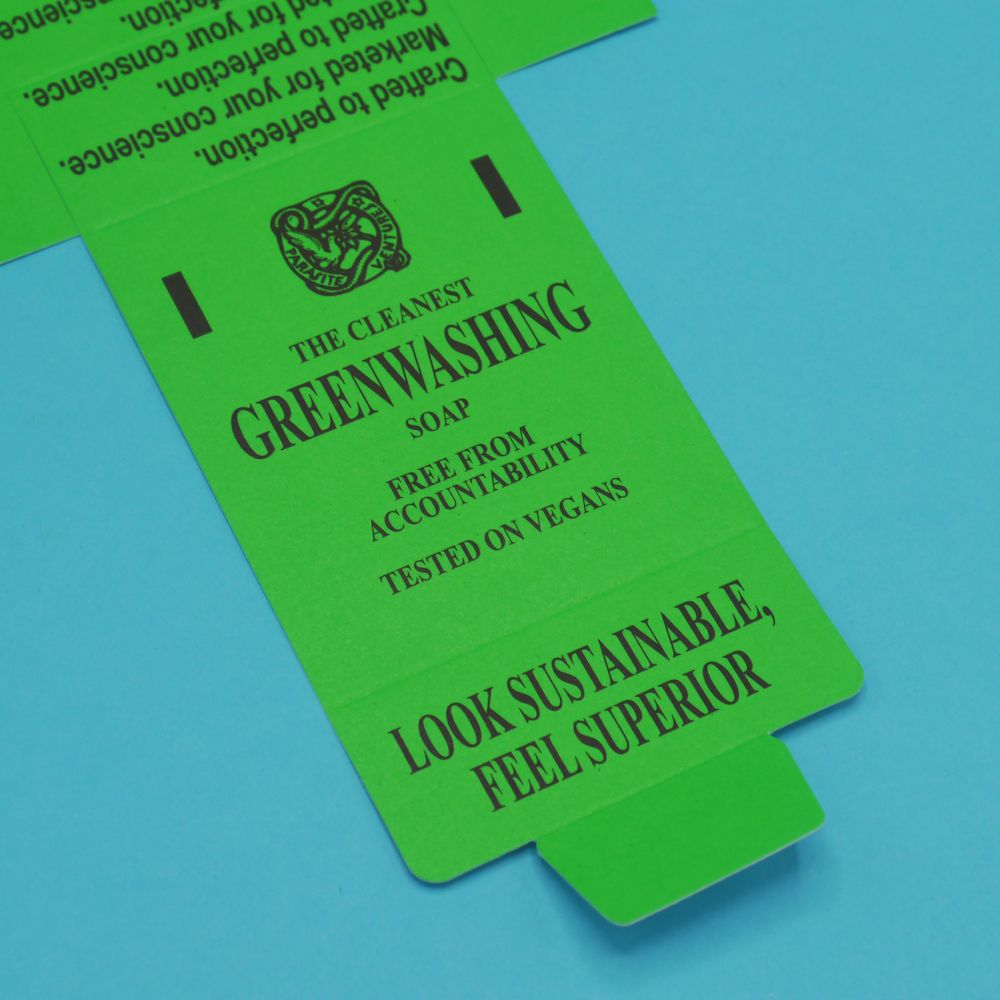 Crafted to perfection.
Marketed for your conscience.
Crafted to perfection.
for your conscience.
PARASITE VENTURES
THE CLEANEST
GREENWASHING
SOAP
FREE FROM
ACCOUNTABILITY
TESTED ON VEGANS
LOOK SUSTAINABLE,
FEEL SUPERIOR